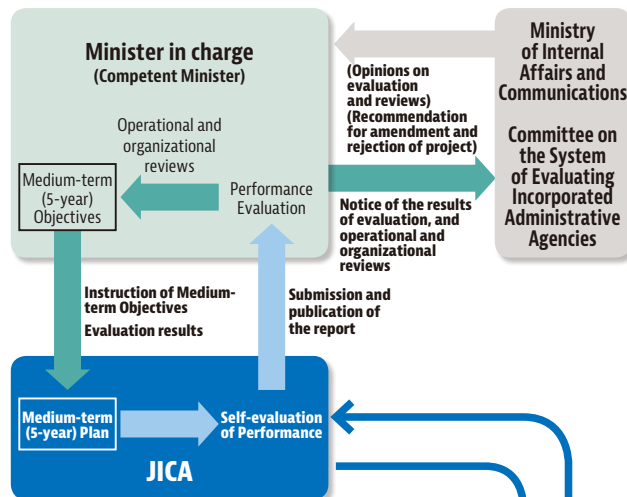 Minister in charge
(Competent Minister)
Operational and
organizational
reviews
Medium-term
(5-year)
Objectives
Performance
Evaluation
(Opinions on
evaluation
and reviews)
(Recommendation
for amendment and
rejection of project)
Notice of the results
of evaluation, and
operational and
organizational
reviews
Ministry
of Internal
Affairs and
Communications
Committee on
the System
of Evaluating
Incorporated
Administrative
Agencies
Instruction of Medium-
term Objectives
Evaluation results
Submission and
publication of
the report
Medium-term
(5-year) Plan
Self-evaluation
of Performance
JICA